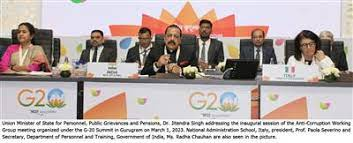 G20
ITALY
G20
Union Minister of State for Personnel, Public Grievances and Pensions, Dr. Jitendra Singh addressing the inaugural session of the Anti-Corruption Working
Group meeting organized under the G-20 Summit in Gurugram on March 1, 2023. National Administration School, Italy, president, Prof. Paola Severino and
Secretary, Department of Personnel and Training, Government of India, Ms. Radha Chauhan are also seen in the picture.